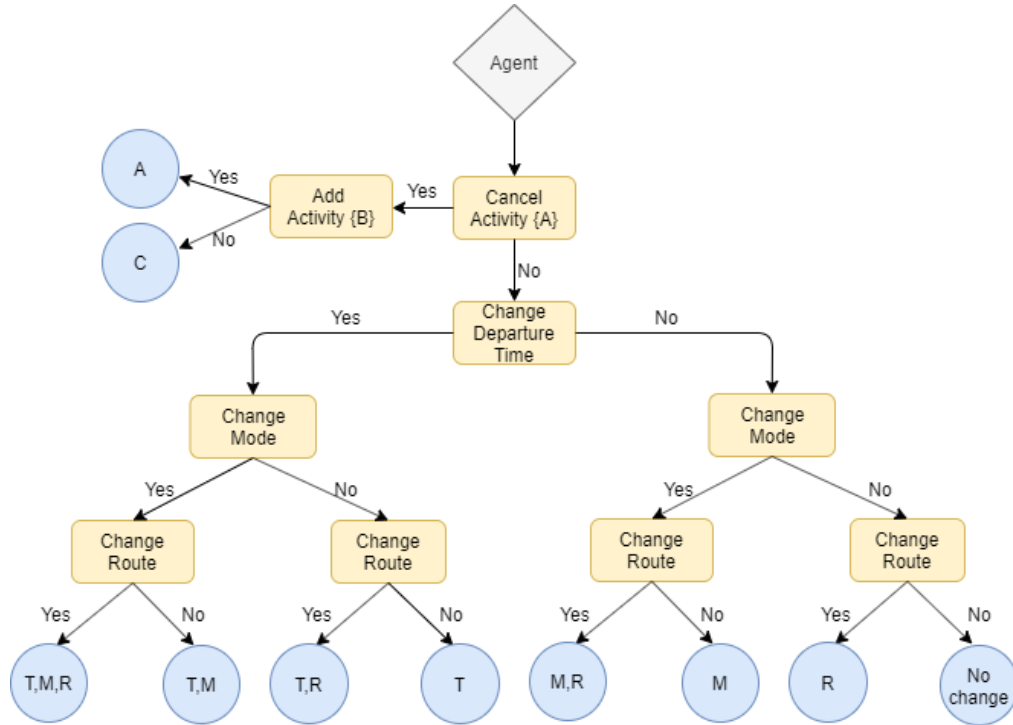 Agent
A
Yes
Add
Activity {B}
Yes
Cancel
Activity {A}
No
C
No
Yes
Change
Departure
Time
No
Change
Mode
Change
Mode
Yes
No
Yes
No
Change
Route
Change
Route
Change
Route
Change
Route
Yes
No
Yes
No
Yes
No
Yes
No
T,M,R
T,M
T,R
T
M,R
M
R
No
change